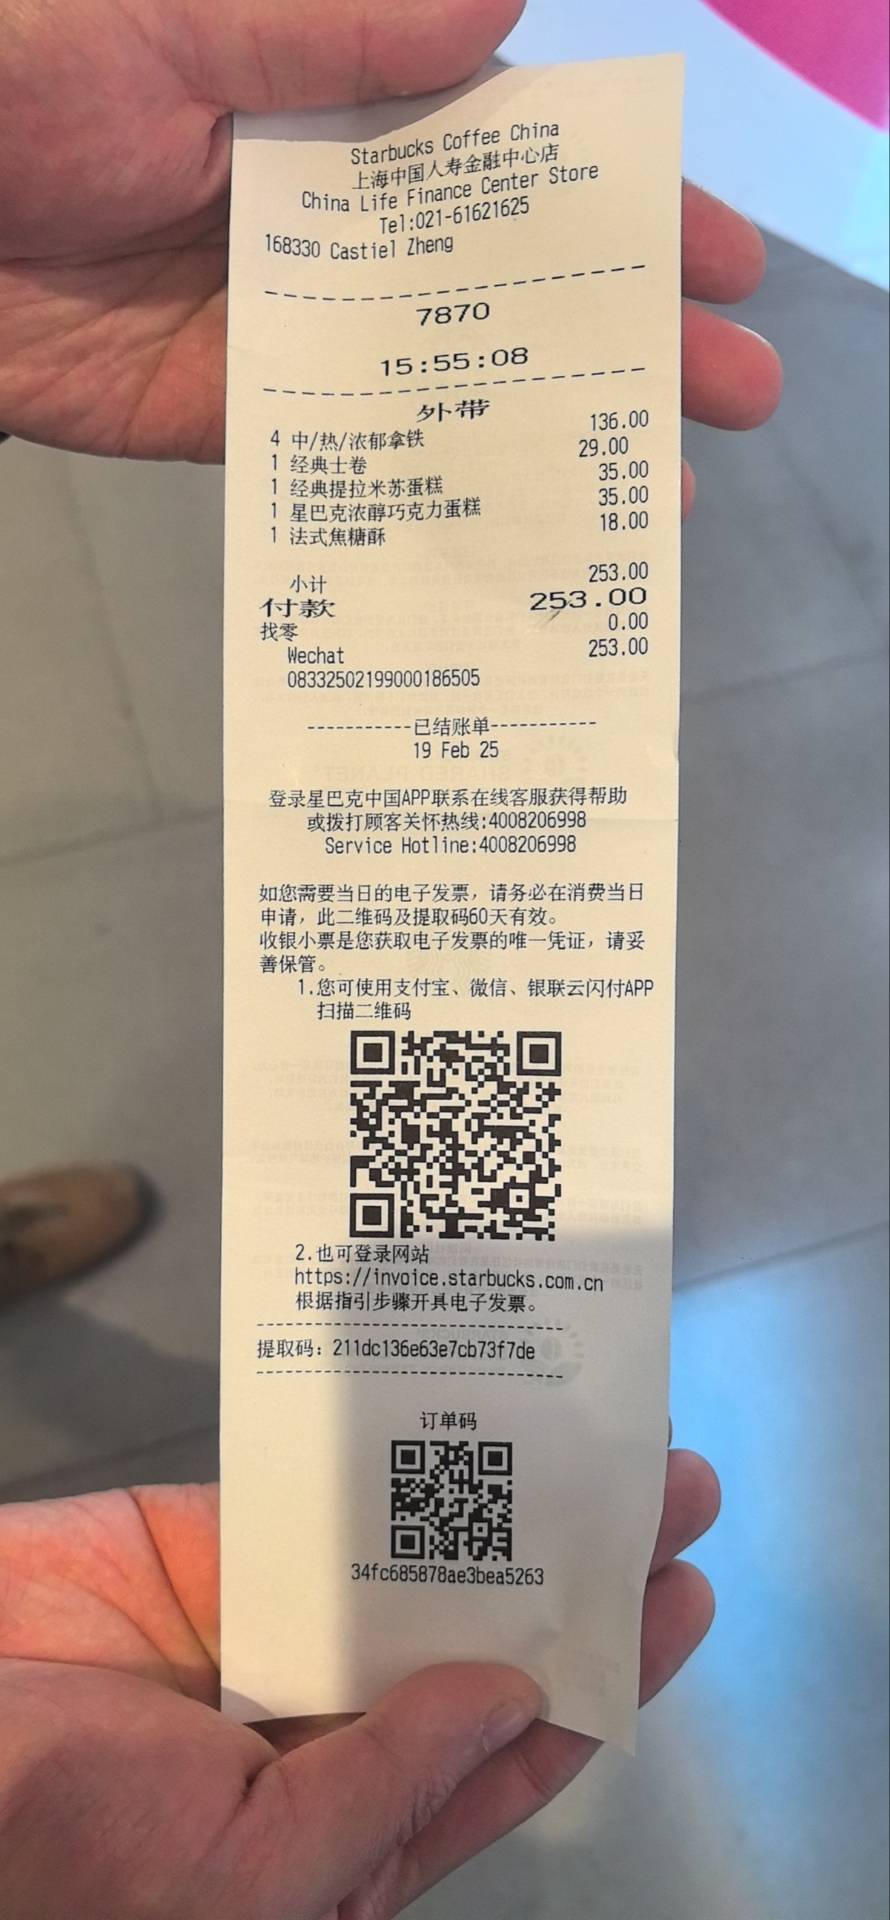 Starbucks Coffee China
上海中国人寿金融中心店
China Life Finance Center Store
Tel:021-61621625
168330 Castiel Zheng
7870
15:55:08
外带
4 中/热/浓郁拿铁 136.00
1 经典士卷 29.00
1 经典提拉米苏蛋糕 35.00
1 星巴克浓醇巧克力蛋糕 35.00
1 法式焦糖酥 18.00
小计 253.00
付款 253.00
找零 0.00
Wechat 253.00
08332502199000186505
-----------已结账单-----------
19 Feb 25
登录星巴克中国APP联系在线客服获得帮助
或拨打顾客关怀热线:4008206998
Service Hotline:4008206998
如您需要当日的电子发票，请务必在消费当日
申请，此二维码及提取码60天有效。
收银小票是您获取电子发票的唯一凭证，请妥
善保管。
1.您可使用支付宝、微信、银联云闪付APP
扫描二维码
2.也可登录网站
https://invoice.starbucks.com.cn
根据指引步骤开具电子发票。
提取码：211dc136e63e7cb73f7de
订单码
34fc685878ae3bea5263